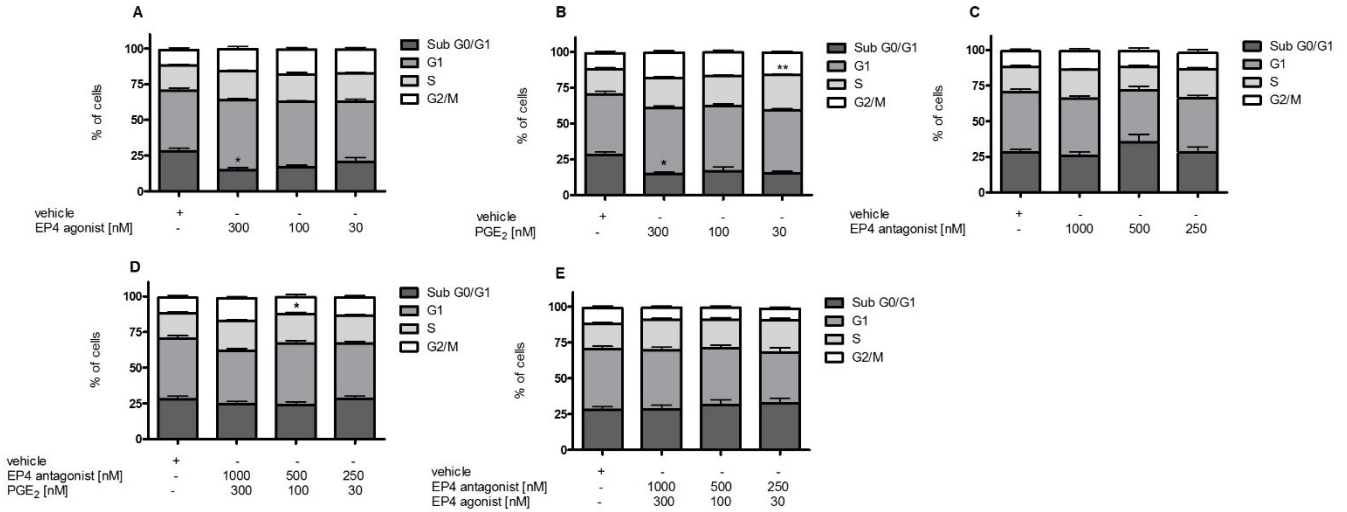 A
% of cells
100
75
50
25
0
*
Sub G0/G1
G1
S
G2/M
vehicle + - - -
EP4 agonist [nM] - 300 100 30
B
% of cells
100
75
50
25
0
*
**
Sub G0/G1
G1
S
G2/M
vehicle + - - -
PGE2 [nM] - 300 100 30
C
% of cells
100
75
50
25
0
Sub G0/G1
G1
S
G2/M
vehicle + - - -
EP4 antagonist [nM] - 1000 500 250
D
% of cells
100
75
50
25
0
*
Sub G0/G1
G1
S
G2/M
vehicle + - - -
EP4 antagonist [nM] - 1000 500 250
PGE2 [nM] - 300 100 30
E
% of cells
100
75
50
25
0
Sub G0/G1
G1
S
G2/M
vehicle + - - -
EP4 antagonist [nM] - 1000 500 250
EP4 agonist [nM] - 300 100 30